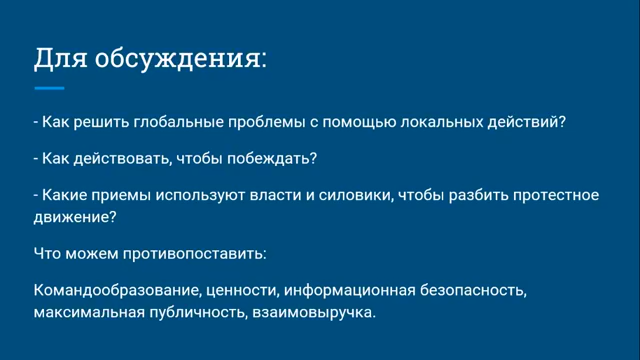 Для обсуждения:
- Как решить глобальные проблемы с помощью локальных действий?
- Как действовать, чтобы побеждать?
- Какие приемы используют власти и силовики, чтобы разбить протестное
движение?
Что можем противопоставить:
Командообразование, ценности, информационная безопасность,
максимальная публичность, взаимовыручка.